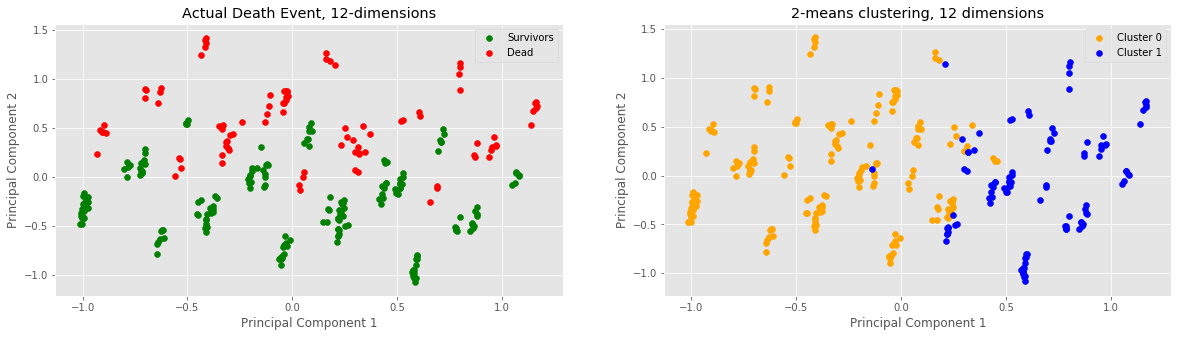 Actual Death Event, 12-dimensions
Survivors
Dead
1.5
1.0
0.5
0.0
−0.5
−1.0
Principal Component 2
−1.0
−0.5
0.0
0.5
1.0
Principal Component 1
2-means clustering, 12 dimensions
Cluster 0
Cluster 1
1.5
1.0
0.5
0.0
−0.5
−1.0
Principal Component 2
−1.0
−0.5
0.0
0.5
1.0
Principal Component 1